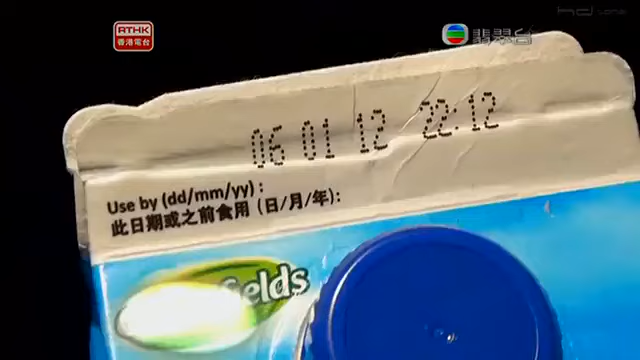 RTHK
香港電台
翡翠台
06 01 12 22:12
Use by (dd/mm/yy) :
此日期或之前食用 (日/月/年):
elds